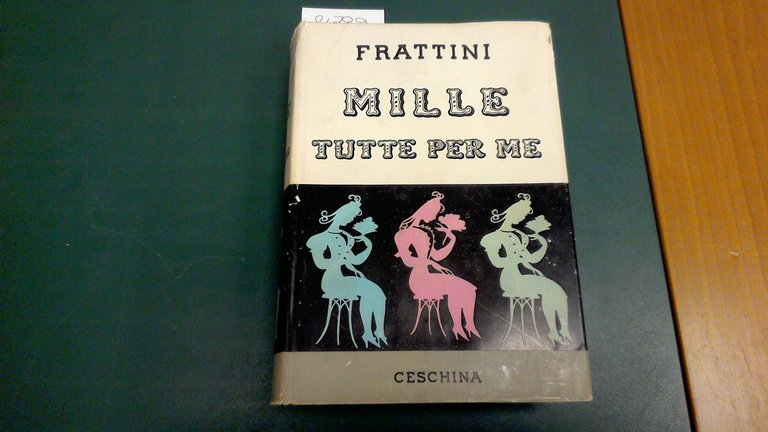 FRATTINI
MILLE
TUTTE PER ME
CESCHINA